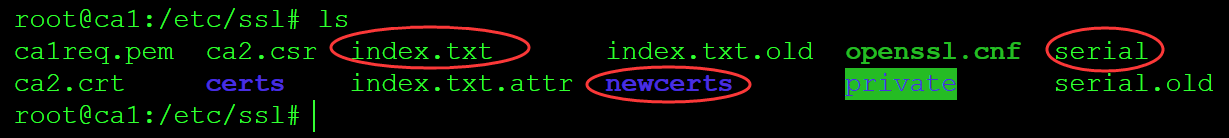 root@ca1:/etc/ssl# ls
ca1req.pem ca2.csr index.txt index.txt.old openssl.cnf serial
ca2.crt certs index.txt.attr newcerts private serial.old
root@ca1:/etc/ssl#